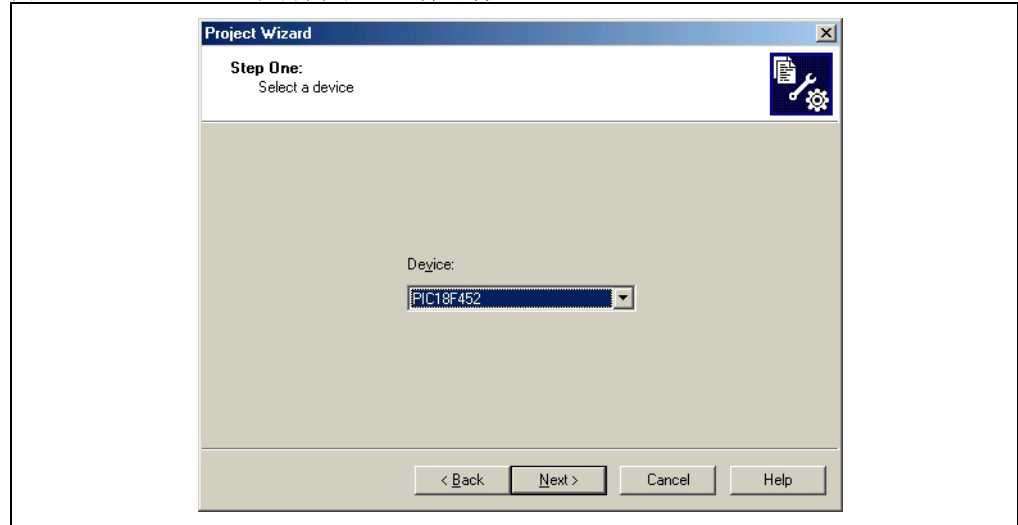 Project Wizard
Step One:
Select a device
Device:
PIC18F452
< Back Next > Cancel Help